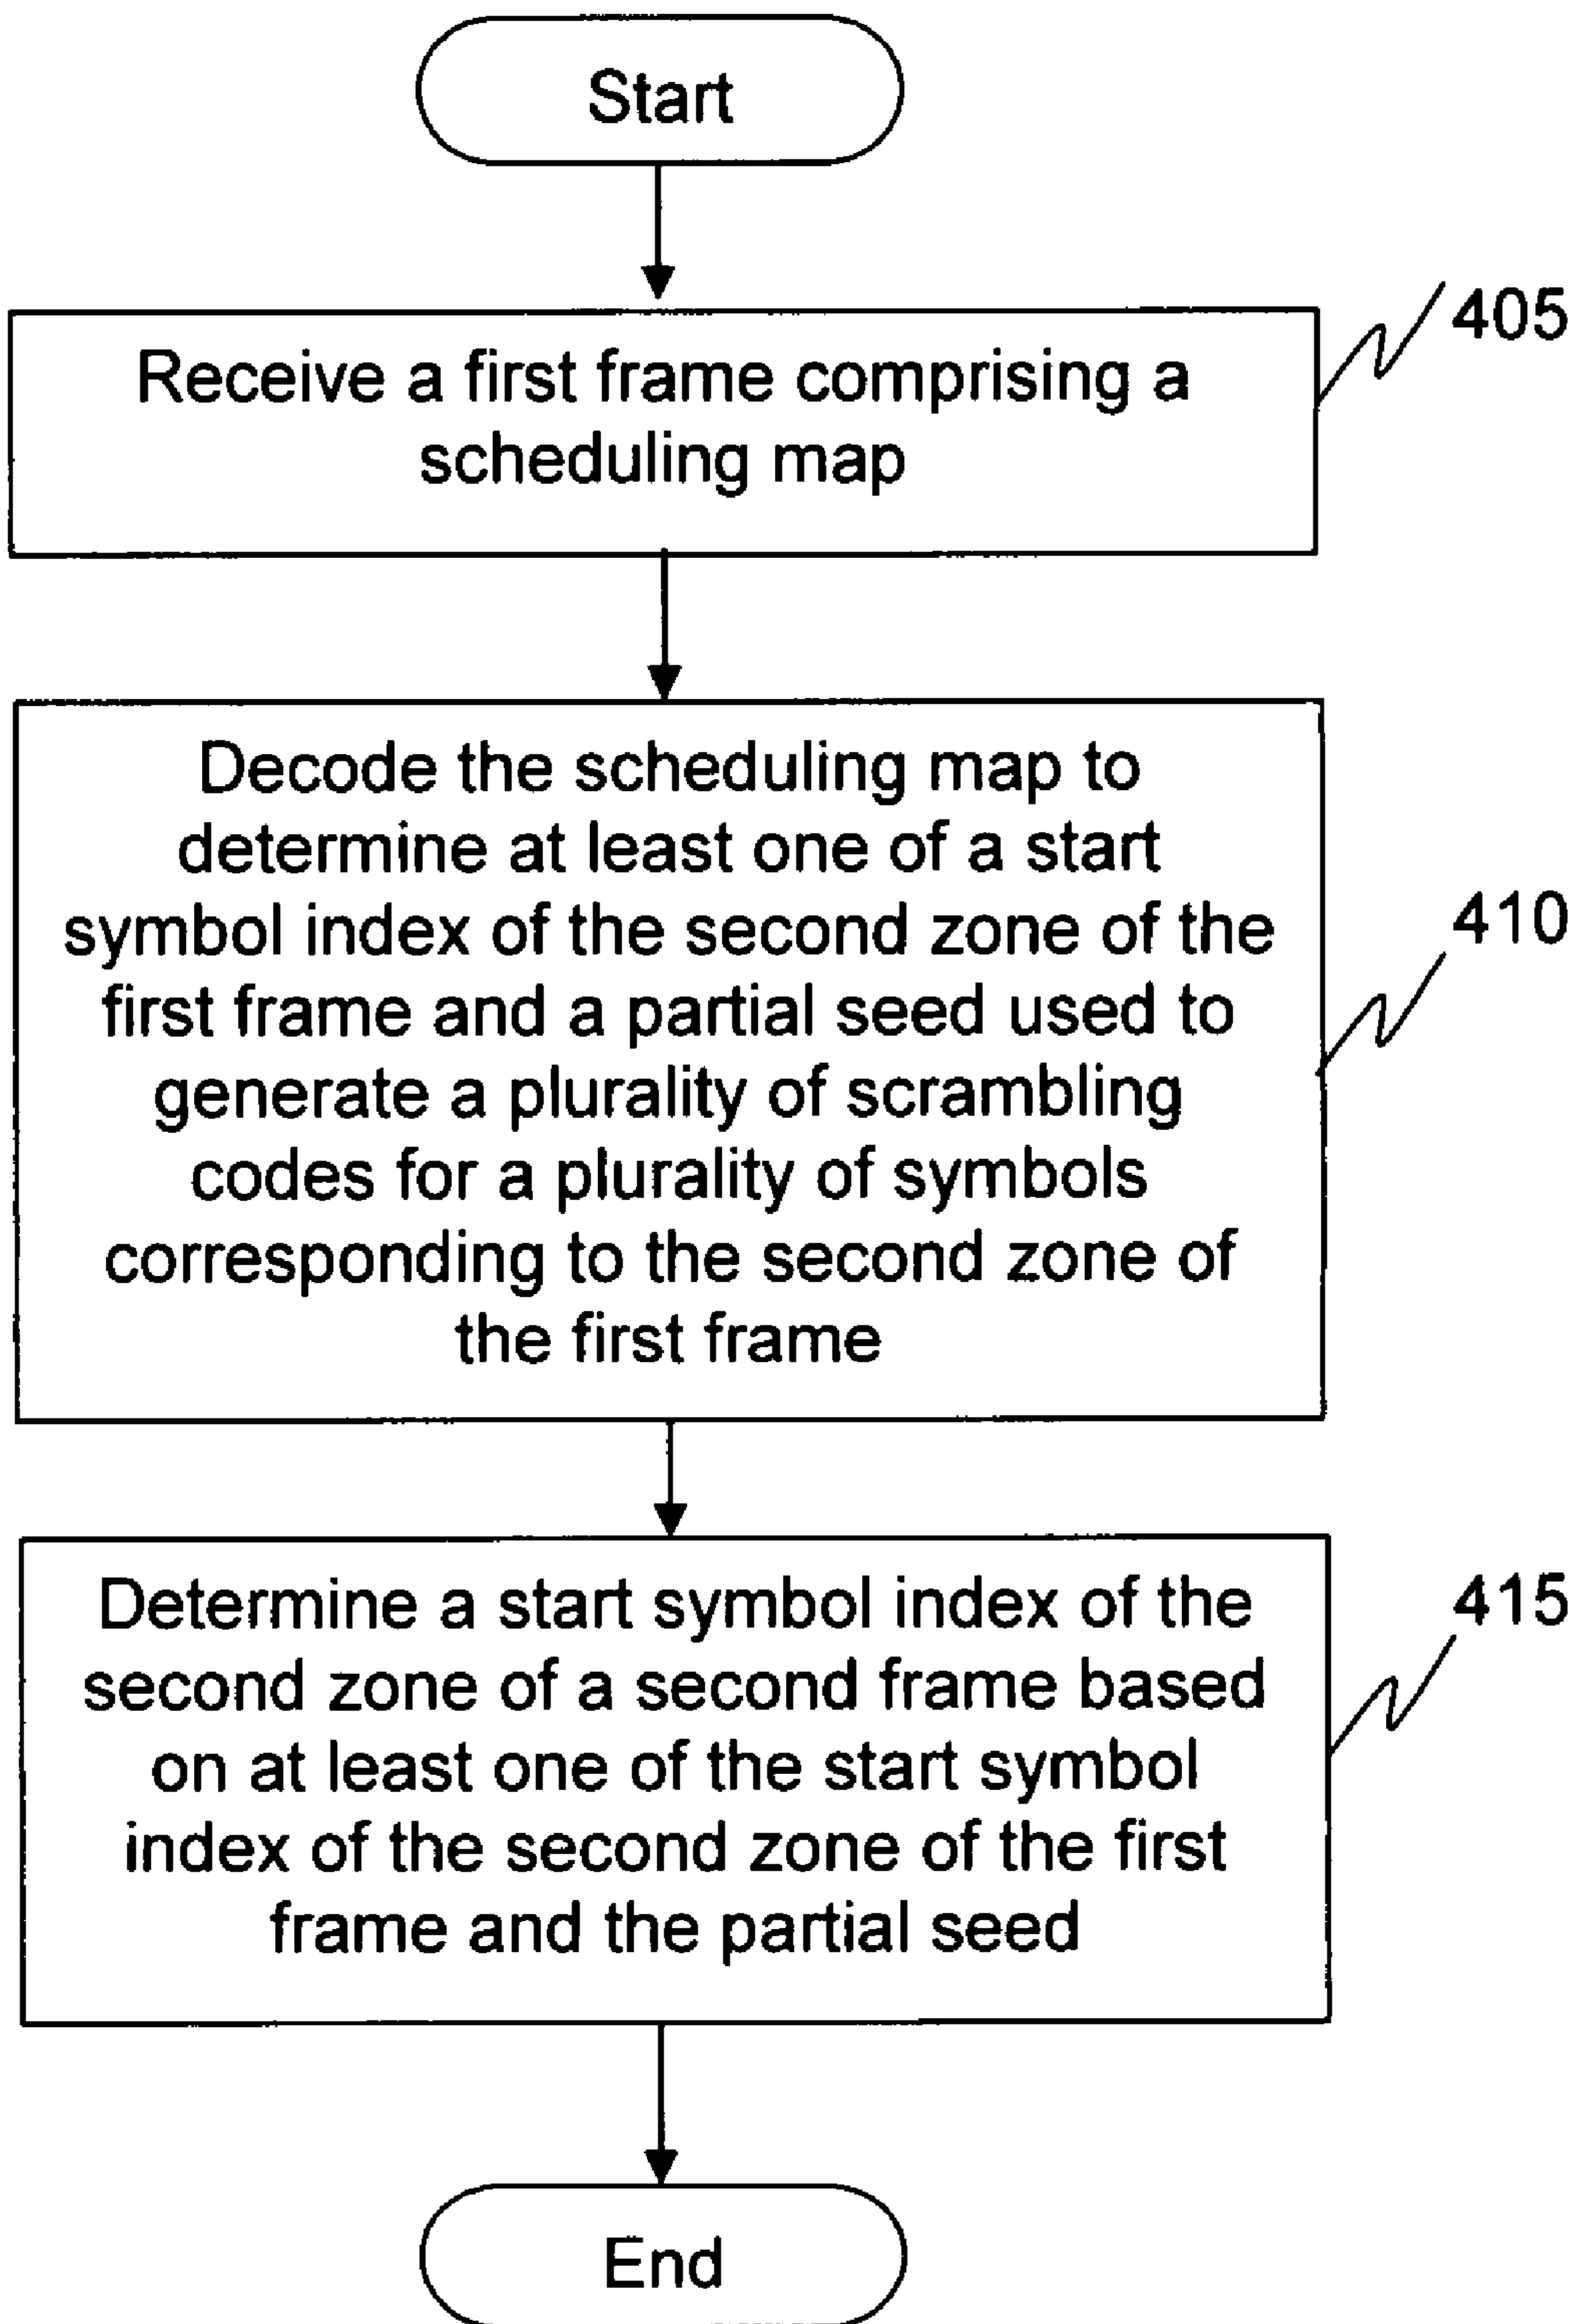 Start
405
Receive a first frame comprising a
scheduling map
Decode the scheduling map to
determine at least one of a start
symbol index of the second zone of the
410
first frame and a partial seed used to
generate a plurality of scrambling
codes for a plurality of symbols
corresponding to the second zone of
the first frame
Determine a start symbol index of the
415
second zone of a second frame based
on at least one of the start symbol
index of the second zone of the first
frame and the partial seed
End